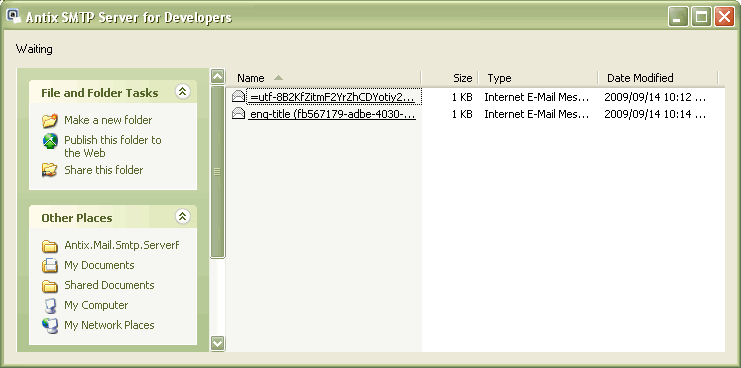 Antix SMTP Server for Developers
Waiting
File and Folder Tasks
Make a new folder
Publish this folder to
the Web
Share this folder
Other Places
Antix.Mail.Smtp.ServerF
My Documents
Shared Documents
My Computer
My Network Places
Name Size Type Date Modified
=utf-8B2KfZitmF2YrZhCDYotiy2... 1 KB Internet E-Mail Mes... 2009/09/14 10:12 ...
enq-title (fb567179-adbe-4030-... 1 KB Internet E-Mail Mes... 2009/09/14 10:14 ...